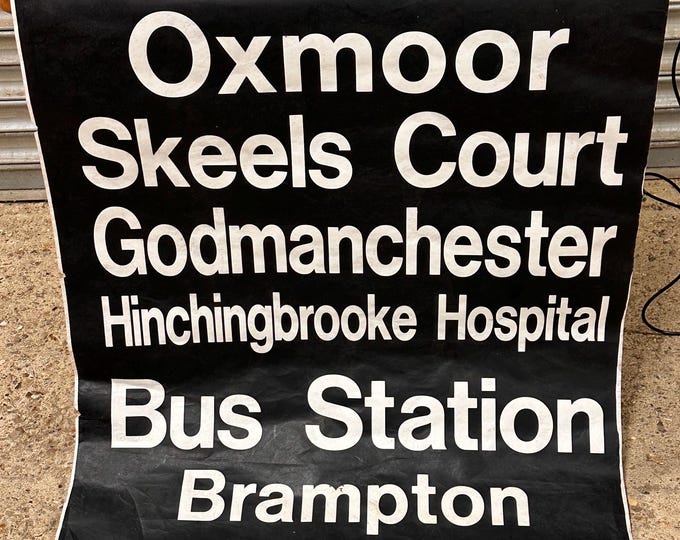 Oxmoor
Skeels Court
Godmanchester
Hinchingbrooke Hospital
Bus Station
Brampton